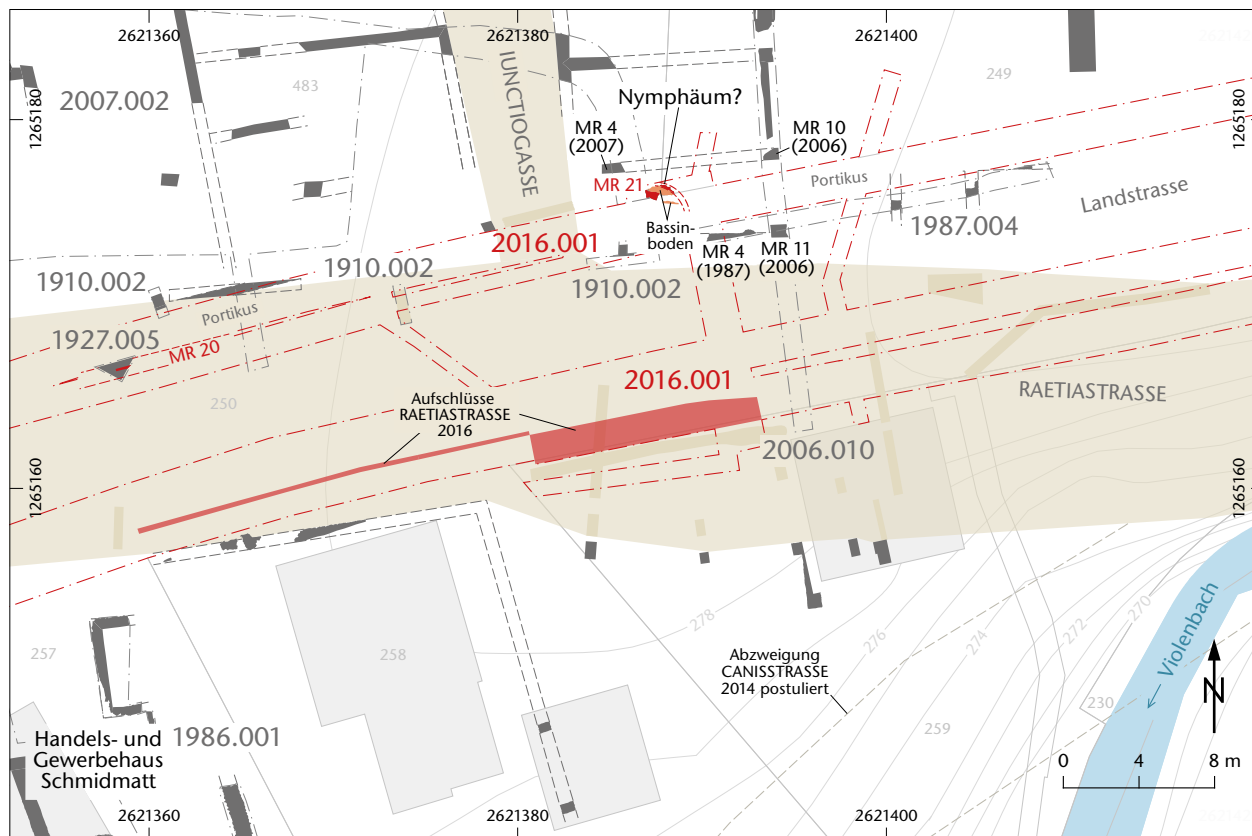 2621360
2621380
2621400
1265180
1265180
2007.002
483
249
IUNCTIOGASSE
Nymphäum?
MR 4
(2007)
MR 10
(2006)
MR 21
Portikus
Landstrasse
1987.004
Bassin-
boden
2016.001
MR 4
(1987)
MR 11
(2006)
1910.002
1910.002
1910.002
Portikus
1927.005
MR 20
2016.001
250
Aufschlüsse
RAETIASTRASSE
2016
RAETIASTRASSE
2006.010
1265160
1265160
278
276
274
272
270
Violenbach
257
258
Abzweigung
CANISSTRASSE
2014 postuliert
230
259
N
Handels- und
Gewerbehaus
Schmidmatt
1986.001
0 4 8 m
2621360
2621380
2621400